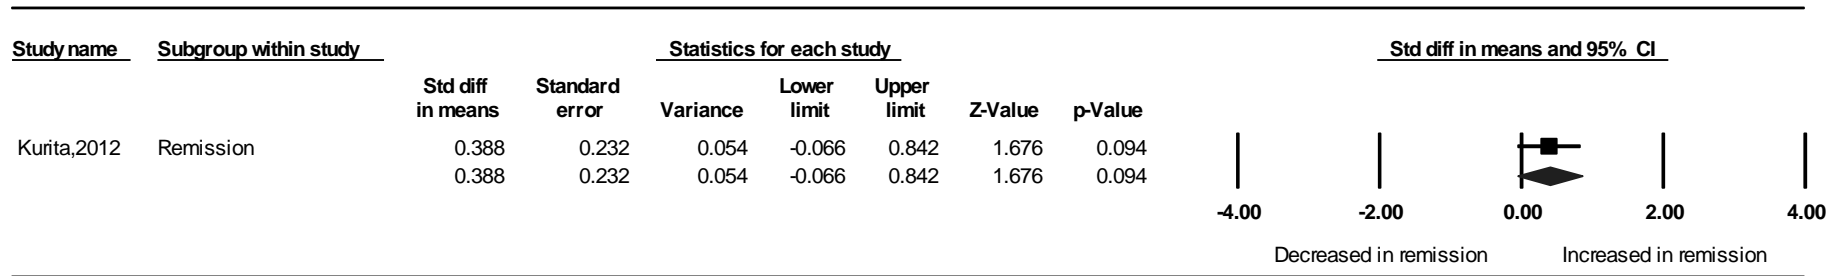 Study name Subgroup within study Statistics for each study Std diff in means and 95% CI
Std diff Standard Lower Upper
in means error Variance limit limit Z-Value p-Value
Kurita,2012 Remission 0.388 0.232 0.054 -0.066 0.842 1.676 0.094
0.388 0.232 0.054 -0.066 0.842 1.676 0.094
-4.00 -2.00 0.00 2.00 4.00
Decreased in remission Increased in remission